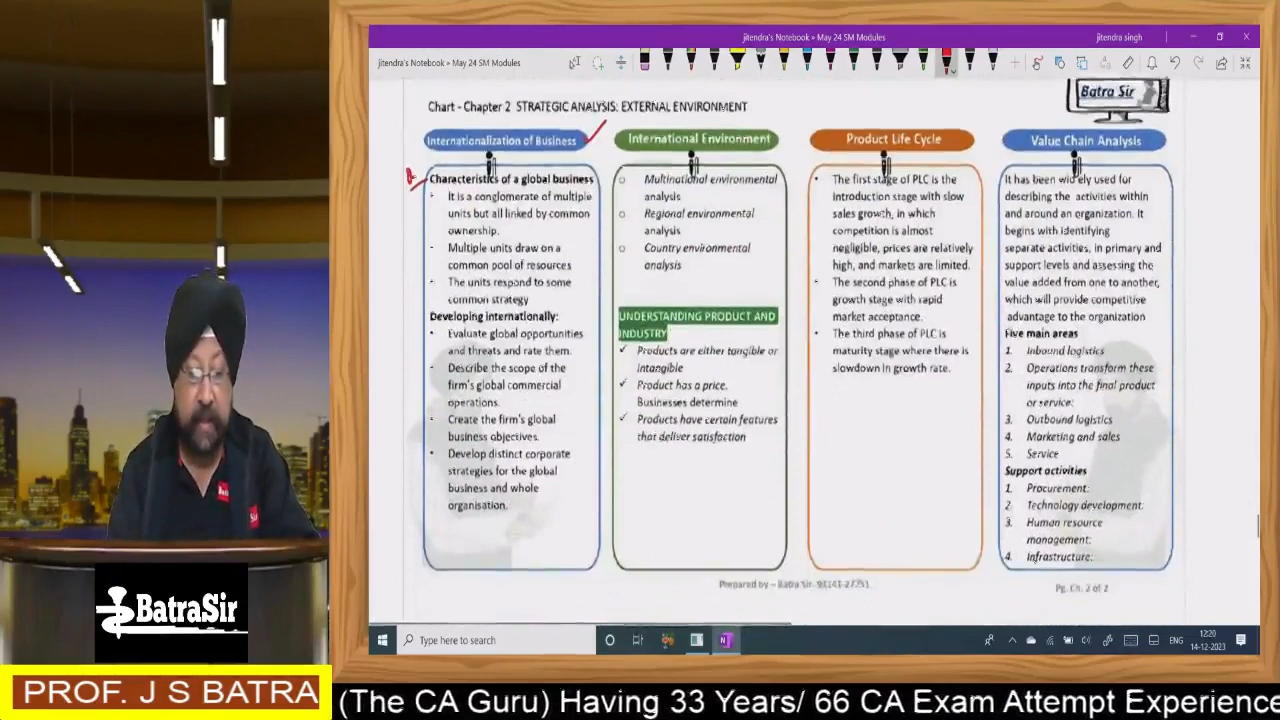 jitendra's Notebook » May 24 SM Modules
jitendra singh
jitendra's Notebook » May 24 SM Modules
Batra Sir
Chart - Chapter 2 STRATEGIC ANALYSIS: EXTERNAL ENVIRONMENT
Internationalization of Business
Characteristics of a global business
- It is a conglomerate of multiple
units but all linked by common
ownership.
- Multiple units draw on a
common pool of resources
- The units respond to some
common strategy
Developing internationally:
- Evaluate global opportunities
and threats and rate them.
- Describe the scope of the
firm's global commercial
operations.
- Create the firm's global
business objectives.
- Develop distinct corporate
strategies for the global
business and whole
organisation.
International Environment
o Multinational environmental
analysis
o Regional environmental
analysis
o Country environmental
analysis
UNDERSTANDING PRODUCT AND
INDUSTRY
✓ Products are either tangible or
intangible
✓ Product has a price.
Businesses determine
✓ Products have certain features
that deliver satisfaction
Product Life Cycle
• The first stage of PLC is the
introduction stage with slow
sales growth, in which
competition is almost
negligible, prices are relatively
high, and markets are limited.
• The second phase of PLC is
growth stage with rapid
market acceptance.
• The third phase of PLC is
maturity stage where there is
slowdown in growth rate.
Value Chain Analysis
It has been widely used for
describing the activities within
and around an organization. It
begins with identifying
separate activities, in primary and
support levels and assessing the
value added from one to another,
which will provide competitive
advantage to the organization
Five main areas
1. Inbound logistics
2. Operations transform these
inputs into the final product
or service:
3. Outbound logistics
4. Marketing and sales
5. Service
Support activities
1. Procurement:
2. Technology development:
3. Human resource
management:
4. Infrastructure:
Prepared by – Batra Sir-
Pg. Ch. 2 of 2
Type here to search
ENG
12:20
14-12-2023
BatraSir
PROF. J S BATRA
(The CA Guru) Having 33 Years/ 66 CA Exam Attempt Experience